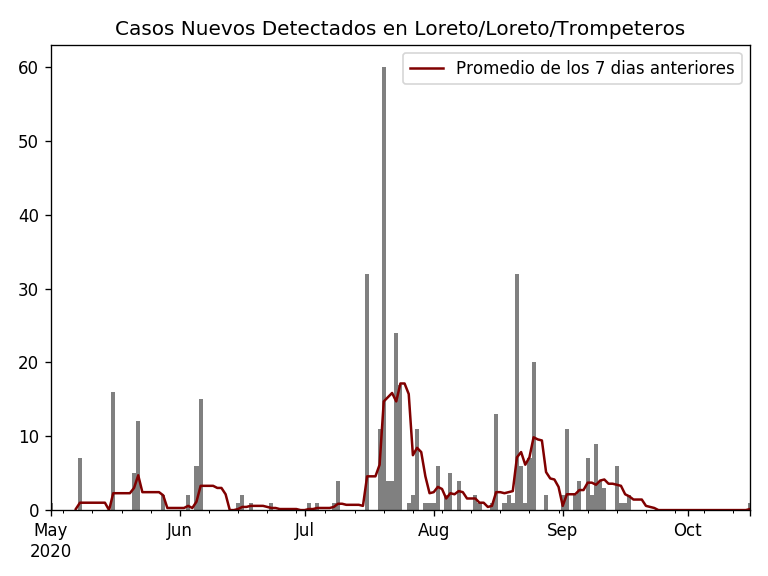 Casos Nuevos Detectados en Loreto/Loreto/Trompeteros
Promedio de los 7 dias anteriores
60
50
40
30
20
10
0
May Jun Jul Aug Sep Oct
2020